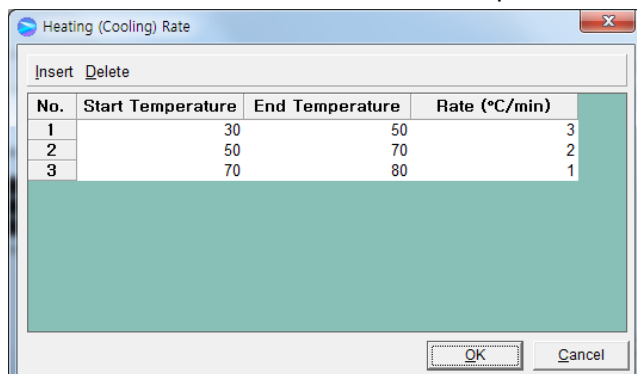 Heating (Cooling) Rate
Insert Delete
No. Start Temperature End Temperature Rate (°C/min)
1 30 50 3
2 50 70 2
3 70 80 1
OK Cancel